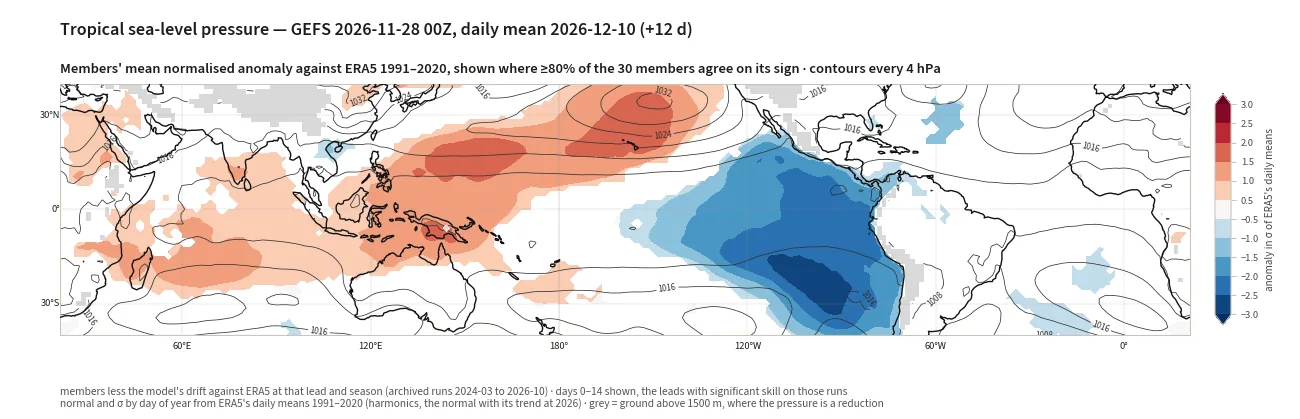 Tropical sea-level pressure — GEFS 2026-11-28 00Z, daily mean 2026-12-10 (+12 d)
Members' mean normalised anomaly against ERA5 1991–2020, shown where ≥80% of the 30 members agree on its sign · contours every 4 hPa
1032
1024
1016
1032
1024
1016
1016
1016
1016
1016
1016
1016
1016
1016
1008
1016
1008
30°N
0°
30°S
60°E
120°E
180°
120°W
60°W
0°
3.0
2.5
2.0
1.5
1.0
0.5
−0.5
−1.0
−1.5
−2.0
−2.5
−3.0
anomaly in σ of ERA5's daily means
members less the model's drift against ERA5 at that lead and season (archived runs 2024-03 to 2026-10) · days 0–14 shown, the leads with significant skill on those runs
normal and σ by day of year from ERA5's daily means 1991–2020 (harmonics, the normal with its trend at 2026) · grey = ground above 1500 m, where the pressure is a reduction